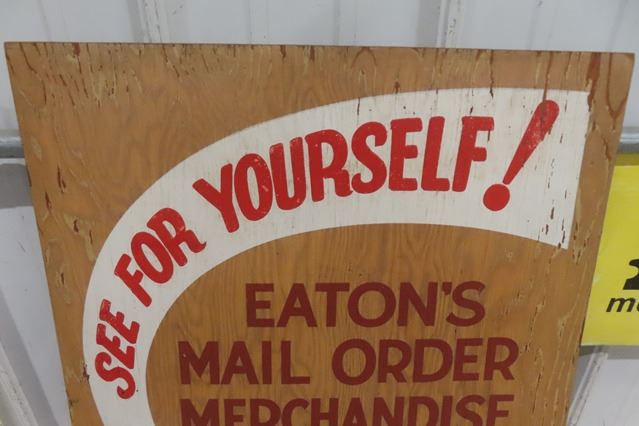 SEE FOR YOURSELF!
EATON'S
MAIL ORDER
MERCHANDISE